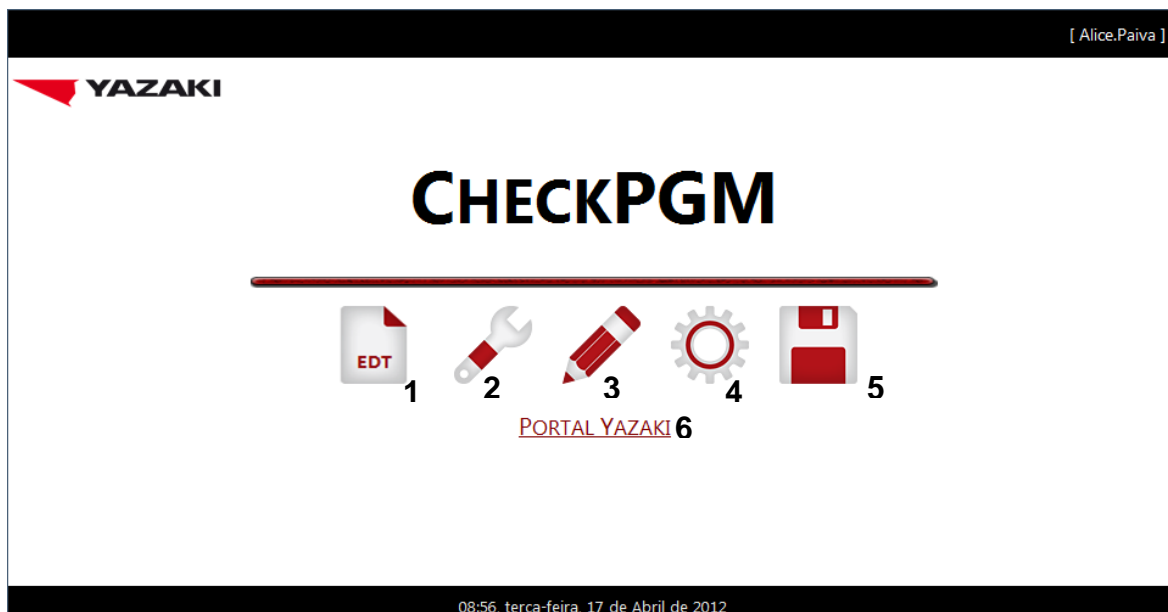 [ Alice.Paiva ]
YAZAKI
CHECKPGM
EDT
1 2 3 4 5
PORTAL YAZAKI 6
08:56, terça-feira, 17 de Abril de 2012